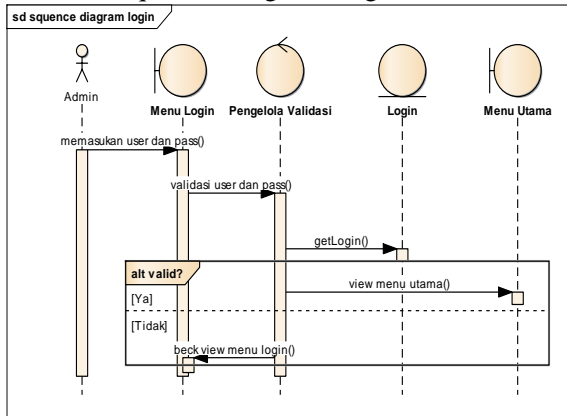 sd squence diagram login
Admin
Menu Login
Pengelola Validasi
Login
Menu Utama
memasukan user dan pass()
validasi user dan pass()
getLogin()
alt valid?
view menu utama()
[Ya]
[Tidak]
beck view menu login()